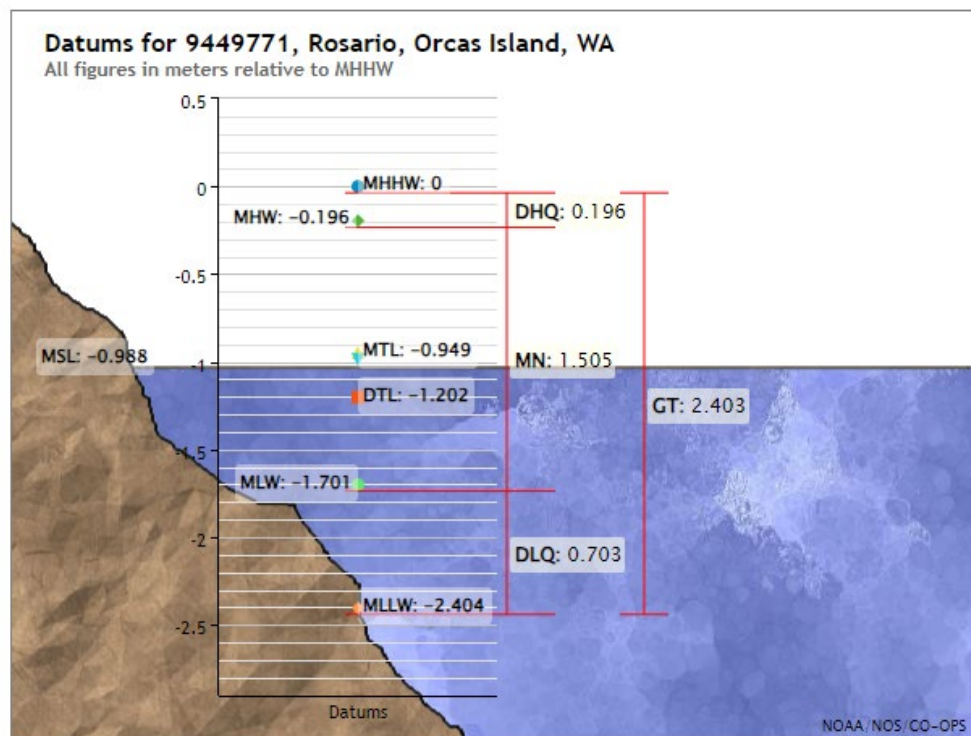 Datums for 9449771, Rosario, Orcas Island, WA
All figures in meters relative to MHHW
0.5
0
MHHW: 0
MHW: −0.196
DHQ: 0.196
-0.5
MTL: −0.949
MSL: −0.988
-1
MN: 1.505
DTL: −1.202
GT: 2.403
-1.5
MLW: −1.701
-2
DLQ: 0.703
MLLW: −2.404
-2.5
Datums
NOAA/NOS/CO-OPS